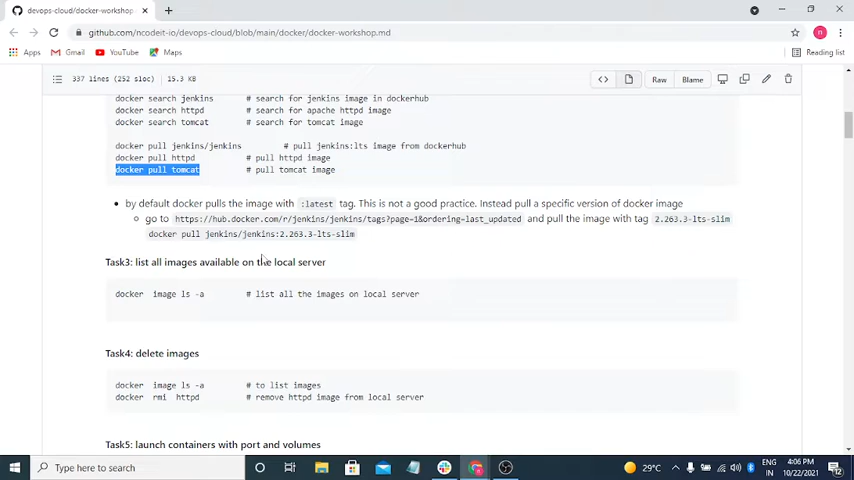 devops-cloud/docker-workshop
github.com/ncodeit-io/devops-cloud/blob/main/docker/docker-workshop.md
n
Apps Gmail YouTube Maps Reading list
337 lines (252 sloc) 15.3 KB
Raw Blame
docker search jenkins # search for jenkins image in dockerhub
docker search httpd # search for apache httpd image
docker search tomcat # search for tomcat image
docker pull jenkins/jenkins # pull jenkins:lts image from dockerhub
docker pull httpd # pull httpd image
docker pull tomcat # pull tomcat image
by default docker pulls the image with :latest tag. This is not a good practice. Instead pull a specific version of docker image
go to https://hub.docker.com/r/jenkins/jenkins/tags?page=1&ordering=last_updated and pull the image with tag 2.263.3-lts-slim
docker pull jenkins/jenkins:2.263.3-lts-slim
Task3: list all images available on the local server
docker image ls -a # list all the images on local server
Task4: delete images
docker image ls -a # to list images
docker rmi httpd # remove httpd image from local server
Task5: launch containers with port and volumes
Type here to search
29°C
ENG
IN
4:06 PM
10/22/2021
12